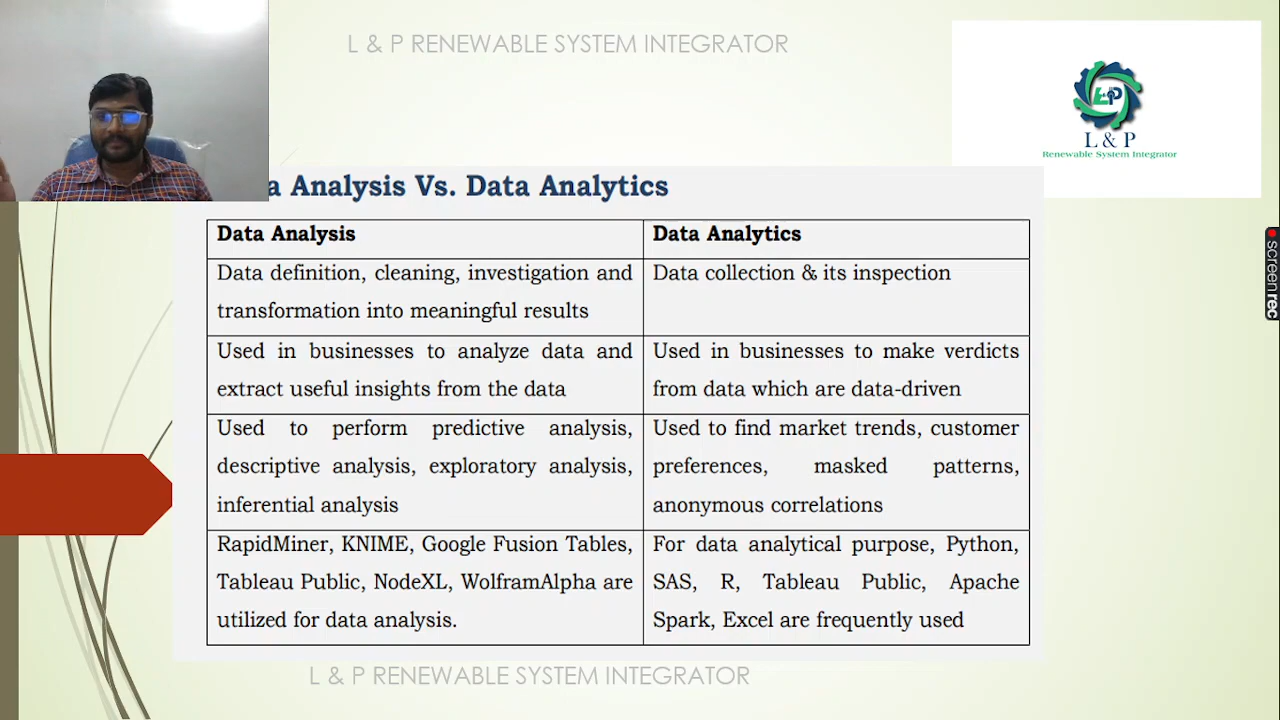 L & P RENEWABLE SYSTEM INTEGRATOR
L&P
L & P
Renewable System Integrator
a Analysis Vs. Data Analytics
Data Analysis
Data Analytics
Data definition, cleaning, investigation and
transformation into meaningful results
Data collection & its inspection
Used in businesses to analyze data and
extract useful insights from the data
Used in businesses to make verdicts
from data which are data-driven
Used to perform predictive analysis,
descriptive analysis, exploratory analysis,
inferential analysis
Used to find market trends, customer
preferences, masked patterns,
anonymous correlations
RapidMiner, KNIME, Google Fusion Tables,
Tableau Public, NodeXL, WolframAlpha are
utilized for data analysis.
For data analytical purpose, Python,
SAS, R, Tableau Public, Apache
Spark, Excel are frequently used
L & P RENEWABLE SYSTEM INTEGRATOR
screenrec